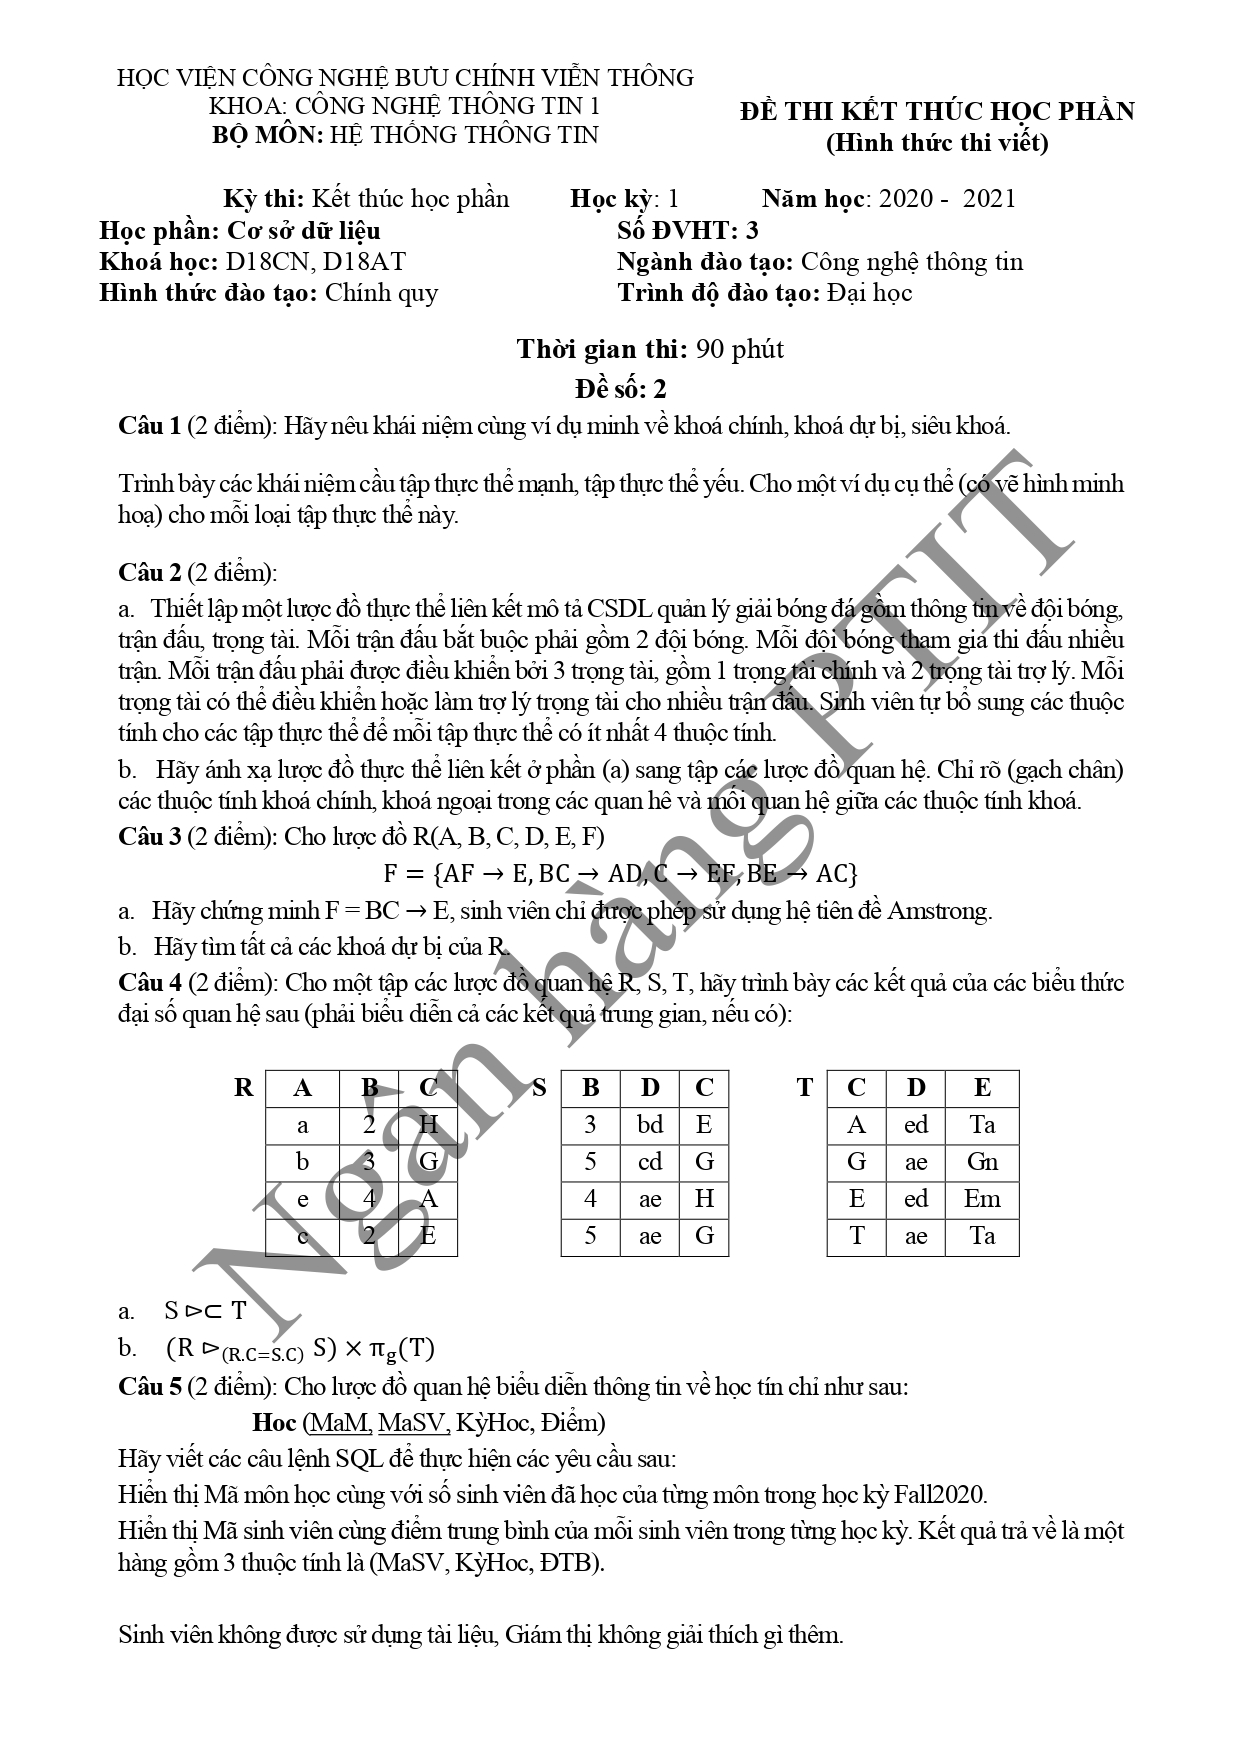 HỌC VIỆN CÔNG NGHỆ BƯU CHÍNH VIỄN THÔNG
KHOA: CÔNG NGHỆ THÔNG TIN 1
BỘ MÔN: HỆ THỐNG THÔNG TIN
ĐỀ THI KẾT THÚC HỌC PHẦN
(Hình thức thi viết)
Kỳ thi: Kết thúc học phần Học kỳ: 1 Năm học: 2020 - 2021
Học phần: Cơ sở dữ liệu Số ĐVHT: 3
Khoá học: D18CN, D18AT Ngành đào tạo: Công nghệ thông tin
Hình thức đào tạo: Chính quy Trình độ đào tạo: Đại học
Thời gian thi: 90 phút
Đề số: 2
Câu 1 (2 điểm): Hãy nêu khái niệm cùng ví dụ minh về khoá chính, khoá dự bị, siêu khoá.
Trình bày các khái niệm cầu tập thực thể mạnh, tập thực thể yếu. Cho một ví dụ cụ thể (có vẽ hình minh
hoạ) cho mỗi loại tập thực thể này.
Câu 2 (2 điểm):
a. Thiết lập một lược đồ thực thể liên kết mô tả CSDL quản lý giải bóng đá gồm thông tin về đội bóng,
trận đấu, trọng tài. Mỗi trận đấu bắt buộc phải gồm 2 đội bóng. Mỗi đội bóng tham gia thi đấu nhiều
trận. Mỗi trận đấu phải được điều khiển bởi 3 trọng tài, gồm 1 trọng tài chính và 2 trọng tài trợ lý. Mỗi
trọng tài có thể điều khiển hoặc làm trợ lý trọng tài cho nhiều trận đấu. Sinh viên tự bổ sung các thuộc
tính cho các tập thực thể để mỗi tập thực thể có ít nhất 4 thuộc tính.
b. Hãy ánh xạ lược đồ thực thể liên kết ở phần (a) sang tập các lược đồ quan hệ. Chỉ rõ (gạch chân)
các thuộc tính khoá chính, khoá ngoại trong các quan hê và mối quan hệ giữa các thuộc tính khoá.
Câu 3 (2 điểm): Cho lược đồ R(A, B, C, D, E, F)
F = {AF → E, BC → AD, C → EF, BE → AC}
a. Hãy chứng minh F = BC → E, sinh viên chỉ được phép sử dụng hệ tiên đề Amstrong.
b. Hãy tìm tất cả các khoá dự bị của R.
Câu 4 (2 điểm): Cho một tập các lược đồ quan hệ R, S, T, hãy trình bày các kết quả của các biểu thức
đại số quan hệ sau (phải biểu diễn cả các kết quả trung gian, nếu có):
R A B C S B D C T C D E
a 2 H 3 bd E A ed Ta
b 3 G 5 cd G G ae Gn
e 4 A 4 ae H E ed Em
c 2 E 5 ae G T ae Ta
a. S ⊳⊂ T
b. (R ⊳(R.C=S.C) S) × πg(T)
Câu 5 (2 điểm): Cho lược đồ quan hệ biểu diễn thông tin về học tín chỉ như sau:
Hoc (MaM, MaSV, KỳHoc, Điểm)
Hãy viết các câu lệnh SQL để thực hiện các yêu cầu sau:
Hiển thị Mã môn học cùng với số sinh viên đã học của từng môn trong học kỳ Fall2020.
Hiển thị Mã sinh viên cùng điểm trung bình của mỗi sinh viên trong từng học kỳ. Kết quả trả về là một
hàng gồm 3 thuộc tính là (MaSV, KỳHoc, ĐTB).
Sinh viên không được sử dụng tài liệu, Giám thị không giải thích gì thêm.
Ngân hàng PTIT